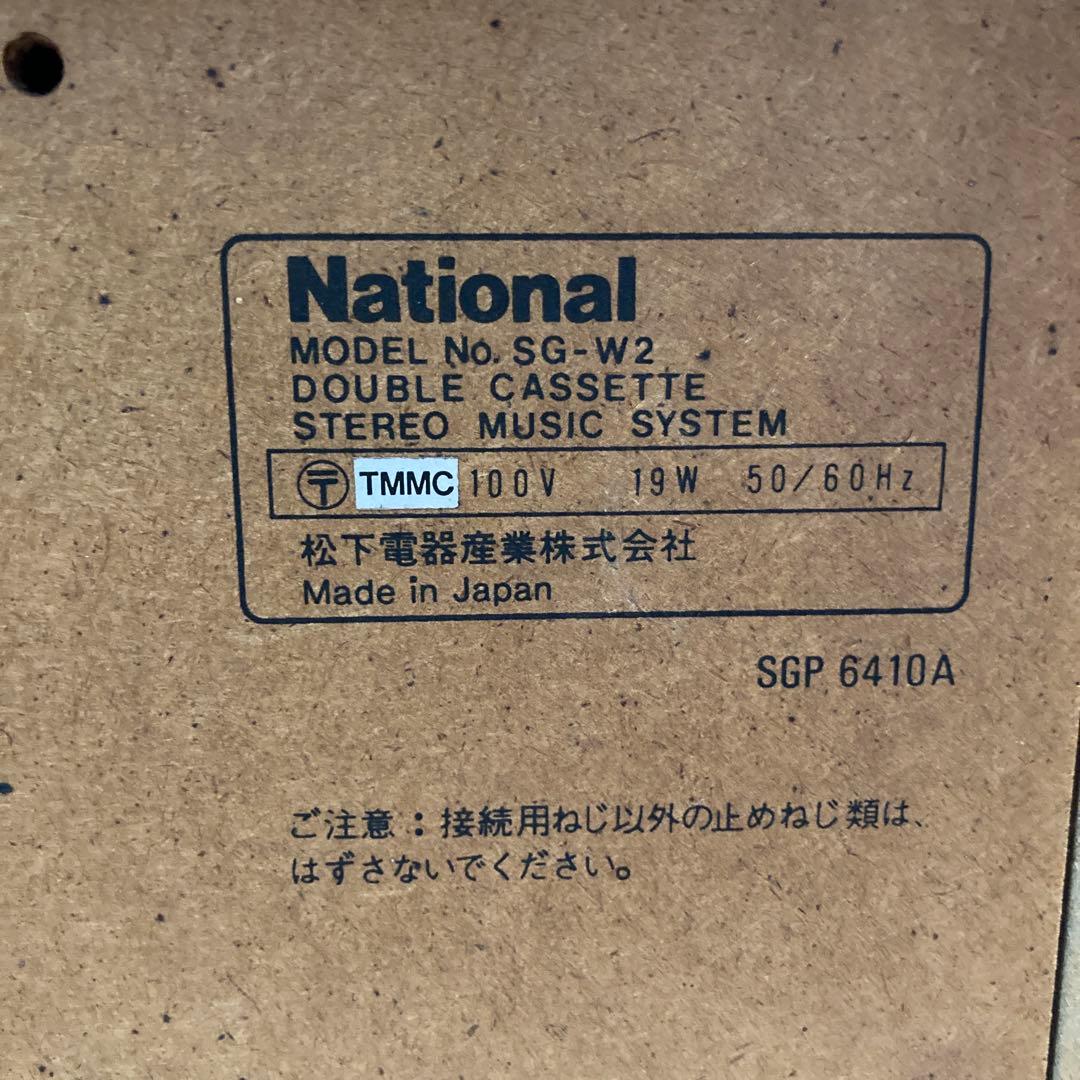 National
MODEL No. SG-W2
DOUBLE CASSETTE
STEREO MUSIC SYSTEM
〶 TMMC 100V 19W 50/60Hz
松下電器産業株式会社
Made in Japan
SGP 6410A
ご注意：接続用ねじ以外の止めねじ類は、
はずさないでください。